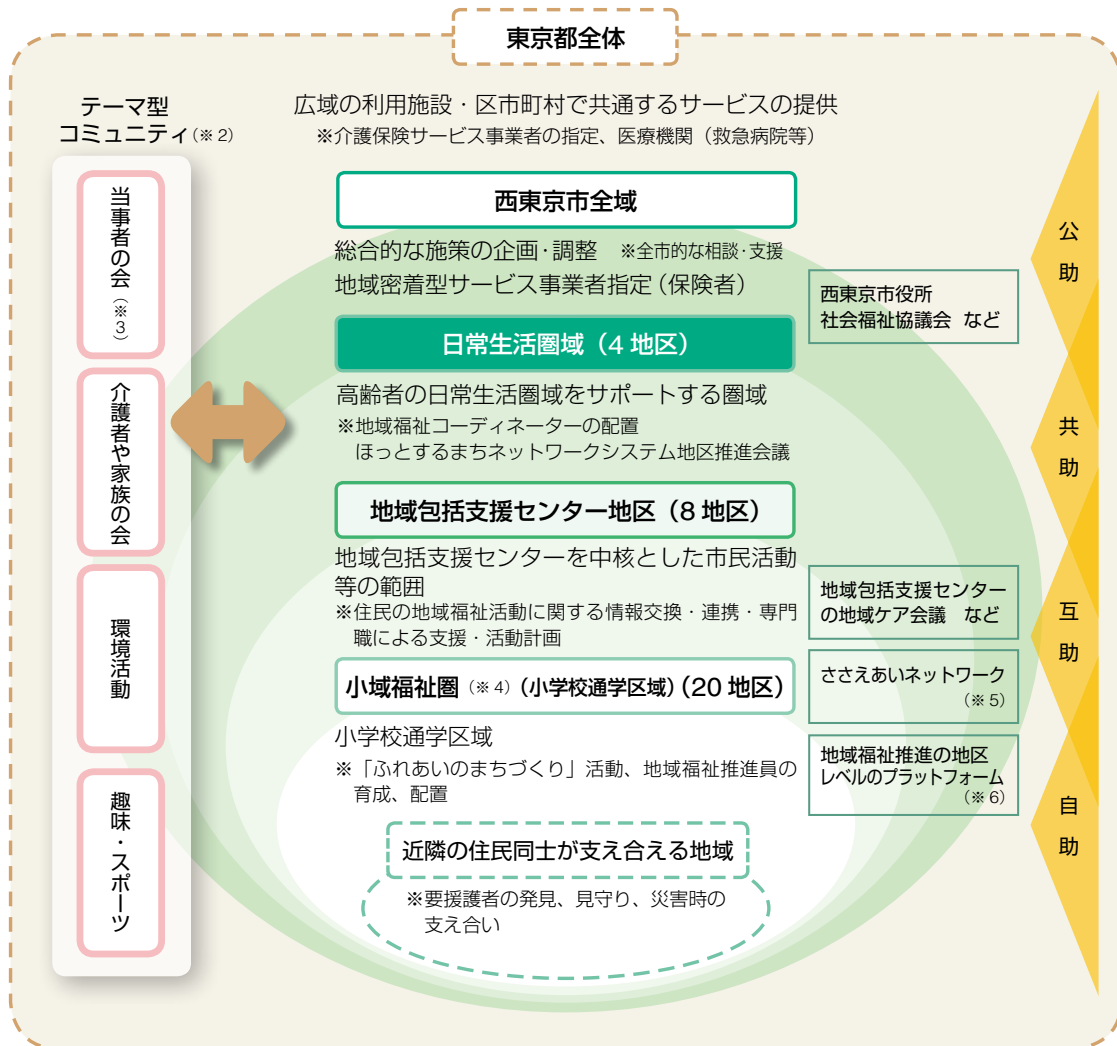 東京都全体
テーマ型
コミュニティ(※2)
当事者の会(※3)
介護者や家族の会
環境活動
趣味・スポーツ
広域の利用施設・区市町村で共通するサービスの提供
※介護保険サービス事業者の指定、医療機関(救急病院等)
西東京市全域
総合的な施策の企画・調整 ※全市的な相談・支援
地域密着型サービス事業者指定(保険者)
西東京市役所
社会福祉協議会 など
日常生活圏域(4地区)
高齢者の日常生活圏域をサポートする圏域
※地域福祉コーディネーターの配置
ほっとするまちネットワークシステム地区推進会議
地域包括支援センター地区(8地区)
地域包括支援センターを中核とした市民活動
等の範囲
※住民の地域福祉活動に関する情報交換・連携・専門
職による支援・活動計画
地域包括支援センター
の地域ケア会議 など
小域福祉圏(※4)(小学校通学区域)(20地区)
ささえあいネットワーク
(※5)
小学校通学区域
※「ふれあいのまちづくり」活動、地域福祉推進員の
育成、配置
地域福祉推進の地区
レベルのプラットフォーム
(※6)
近隣の住民同士が支え合える地域
※要援護者の発見、見守り、災害時の
支え合い
公助
共助
互助
自助